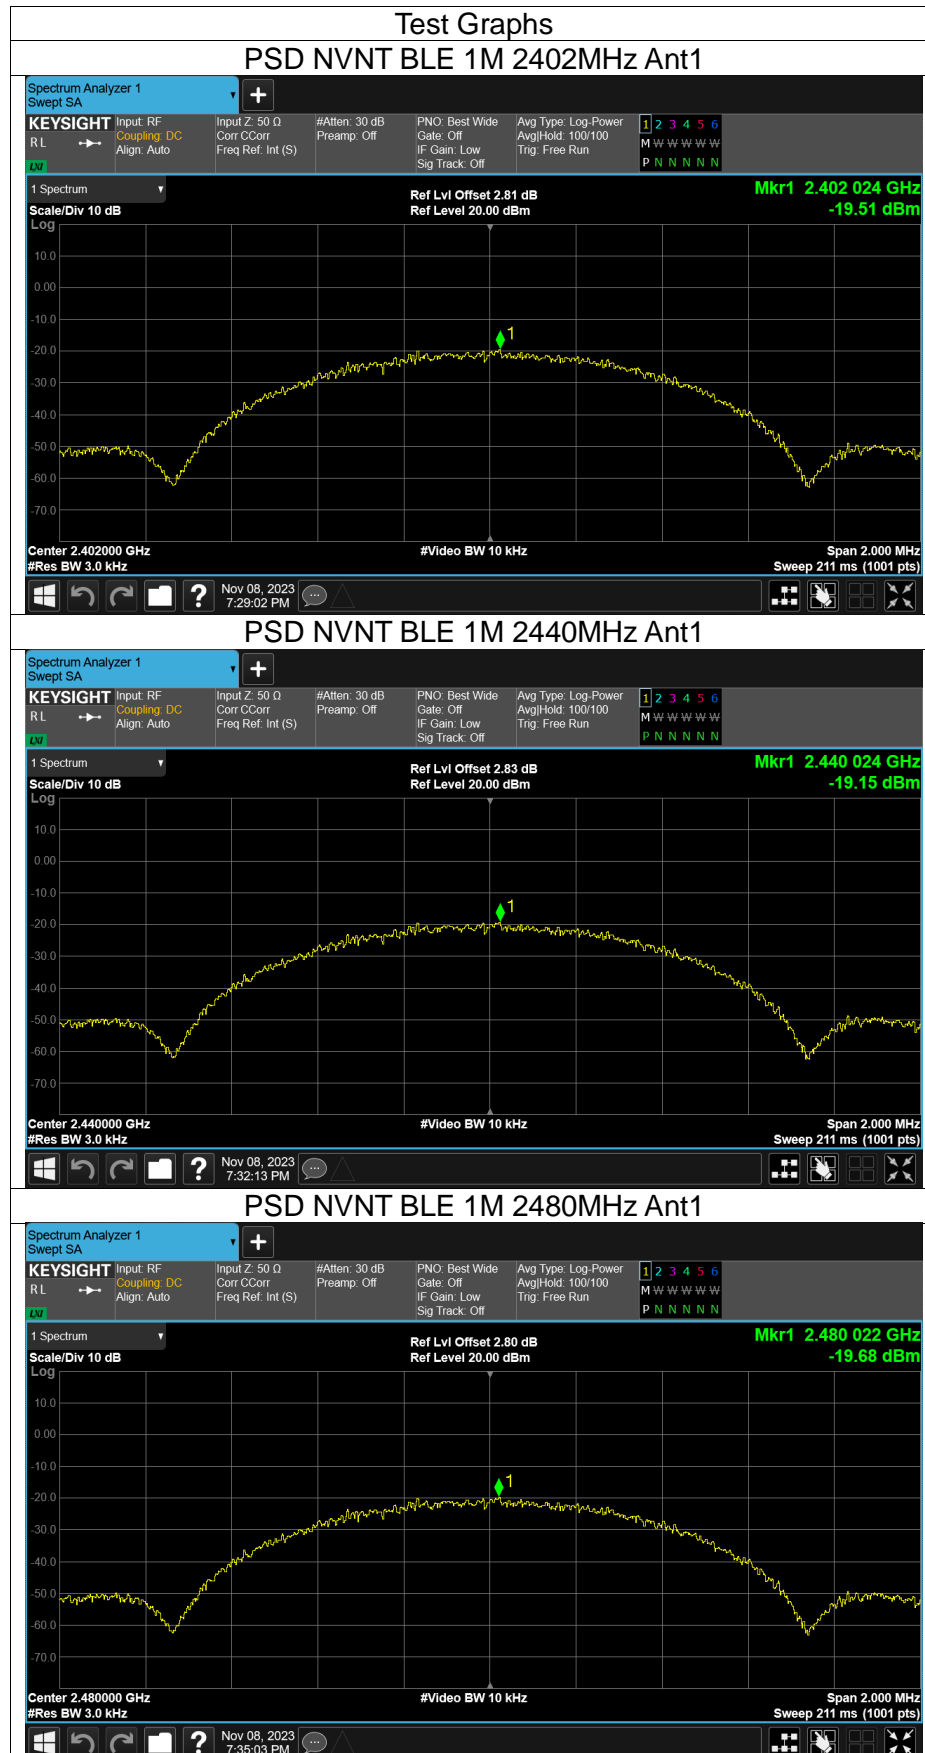 Test Graphs
PSD NVNT BLE 1M 2402MHz Ant1
Spectrum Analyzer 1
Swept SA
KEYSIGHT Input: RF Input Z: 50 Ω #Atten: 30 dB PNO: Best Wide Avg Type: Log-Power 1 2 3 4 5 6
RL Coupling: DC Corr CCorr Preamp: Off Gate: Off Avg|Hold: 100/100 M W W W W W
Align: Auto Freq Ref: Int (S) IF Gain: Low Trig: Free Run
LXI Sig Track: Off P N N N N N
1 Spectrum Ref Lvl Offset 2.81 dB Mkr1 2.402 024 GHz
Scale/Div 10 dB Ref Level 20.00 dBm -19.51 dBm
Log
10.0
0.00
-10.0
1
-20.0
-30.0
-40.0
-50.0
-60.0
-70.0
Center 2.402000 GHz #Video BW 10 kHz Span 2.000 MHz
#Res BW 3.0 kHz Sweep 211 ms (1001 pts)
? Nov 08, 2023
7:29:02 PM
PSD NVNT BLE 1M 2440MHz Ant1
Spectrum Analyzer 1
Swept SA
KEYSIGHT Input: RF Input Z: 50 Ω #Atten: 30 dB PNO: Best Wide Avg Type: Log-Power 1 2 3 4 5 6
RL Coupling: DC Corr CCorr Preamp: Off Gate: Off Avg|Hold: 100/100 M W W W W W
Align: Auto Freq Ref: Int (S) IF Gain: Low Trig: Free Run
LXI Sig Track: Off P N N N N N
1 Spectrum Ref Lvl Offset 2.83 dB Mkr1 2.440 024 GHz
Scale/Div 10 dB Ref Level 20.00 dBm -19.15 dBm
Log
10.0
0.00
-10.0
1
-20.0
-30.0
-40.0
-50.0
-60.0
-70.0
Center 2.440000 GHz #Video BW 10 kHz Span 2.000 MHz
#Res BW 3.0 kHz Sweep 211 ms (1001 pts)
? Nov 08, 2023
7:32:13 PM
PSD NVNT BLE 1M 2480MHz Ant1
Spectrum Analyzer 1
Swept SA
KEYSIGHT Input: RF Input Z: 50 Ω #Atten: 30 dB PNO: Best Wide Avg Type: Log-Power 1 2 3 4 5 6
RL Coupling: DC Corr CCorr Preamp: Off Gate: Off Avg|Hold: 100/100 M W W W W W
Align: Auto Freq Ref: Int (S) IF Gain: Low Trig: Free Run
LXI Sig Track: Off P N N N N N
1 Spectrum Ref Lvl Offset 2.80 dB Mkr1 2.480 022 GHz
Scale/Div 10 dB Ref Level 20.00 dBm -19.68 dBm
Log
10.0
0.00
-10.0
1
-20.0
-30.0
-40.0
-50.0
-60.0
-70.0
Center 2.480000 GHz #Video BW 10 kHz Span 2.000 MHz
#Res BW 3.0 kHz Sweep 211 ms (1001 pts)
? Nov 08, 2023
7:35:03 PM